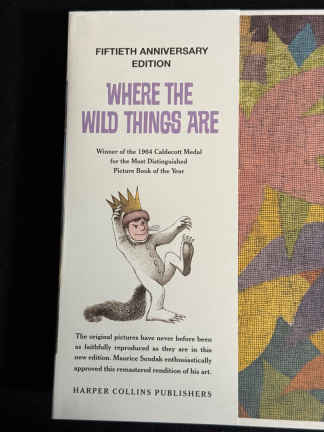 FIFTIETH ANNIVERSARY
EDITION
WHERE THE
WILD THINGS ARE
Winner of the 1964 Caldecott Medal
for the Most Distinguished
Picture Book of the Year
The original pictures have never before been
as faithfully reproduced as they are in this
new edition. Maurice Sendak enthusiastically
approved this remastered rendition of his art.
HARPER COLLINS PUBLISHERS